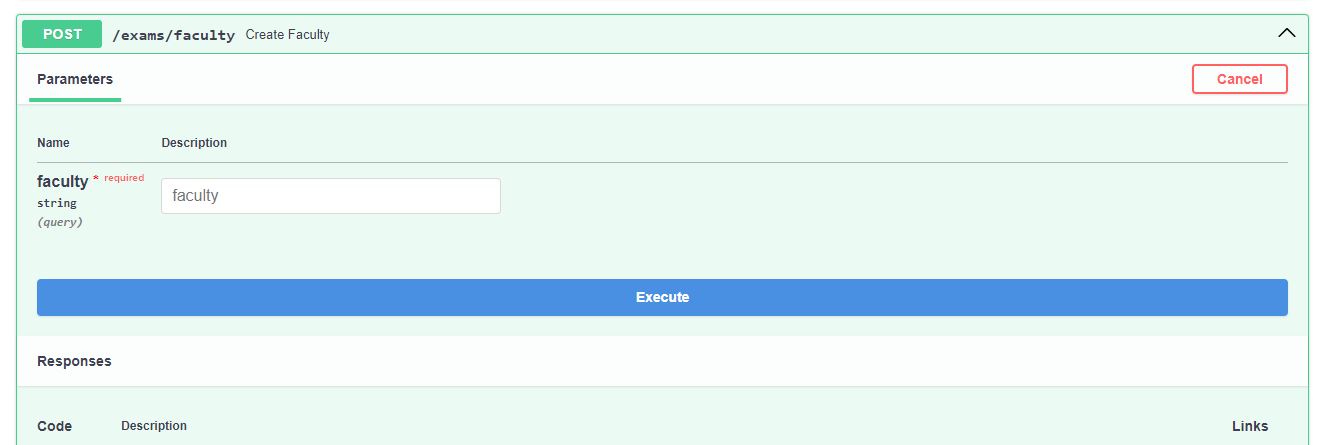 POST /exams/faculty Create Faculty
Parameters Cancel
Name Description
faculty * required
string
(query)
faculty
Execute
Responses
Code Description Links